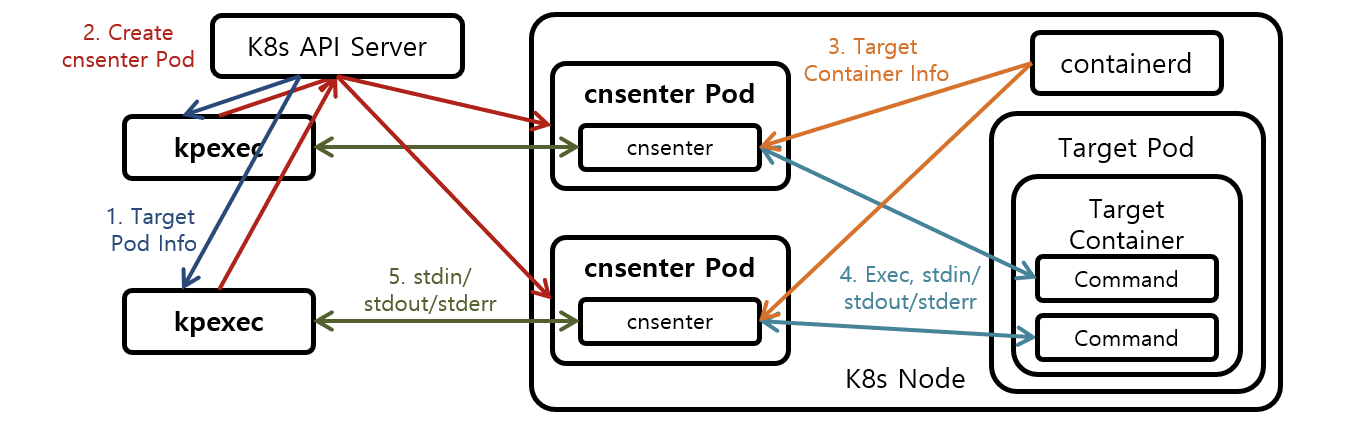 2. Create
cnsenter Pod
K8s API Server
kpexec
1. Target
Pod Info
kpexec
5. stdin/
stdout/stderr
cnsenter Pod
cnsenter
cnsenter Pod
cnsenter
3. Target
Container Info
containerd
Target Pod
Target
Container
Command
Command
4. Exec, stdin/
stdout/stderr
K8s Node